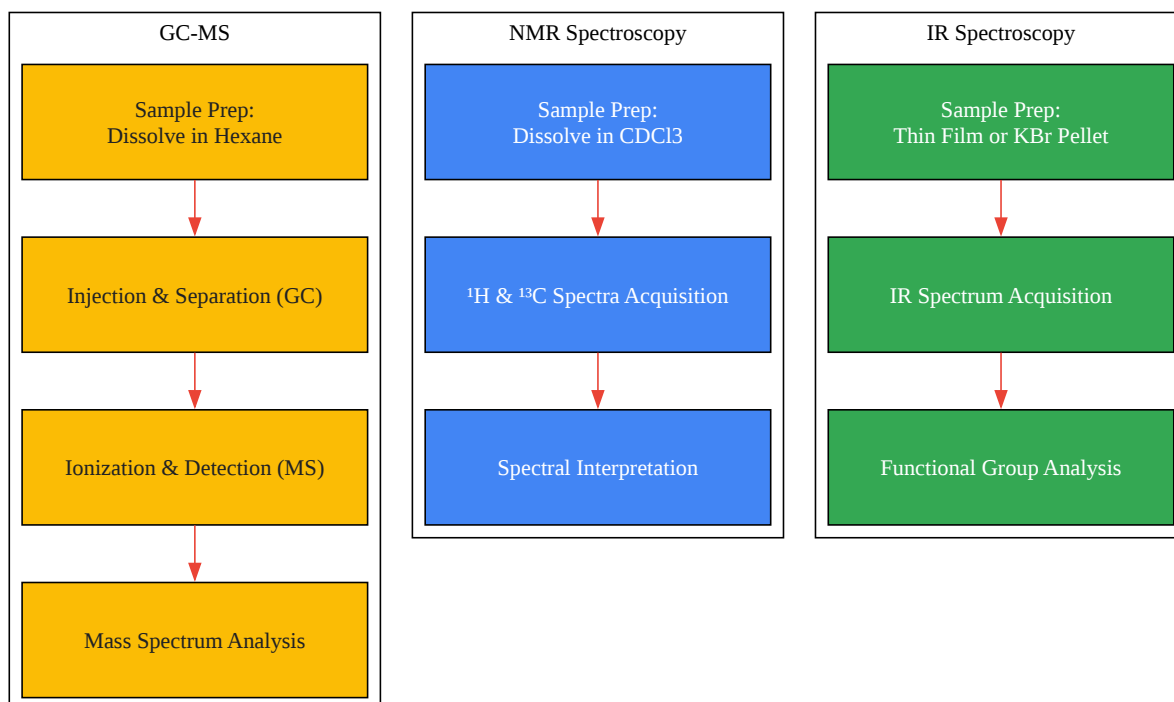 GC-MS
Sample Prep:
Dissolve in Hexane
Injection & Separation (GC)
Ionization & Detection (MS)
Mass Spectrum Analysis
NMR Spectroscopy
Sample Prep:
Dissolve in CDCl3
¹H & ¹³C Spectra Acquisition
Spectral Interpretation
IR Spectroscopy
Sample Prep:
Thin Film or KBr Pellet
IR Spectrum Acquisition
Functional Group Analysis